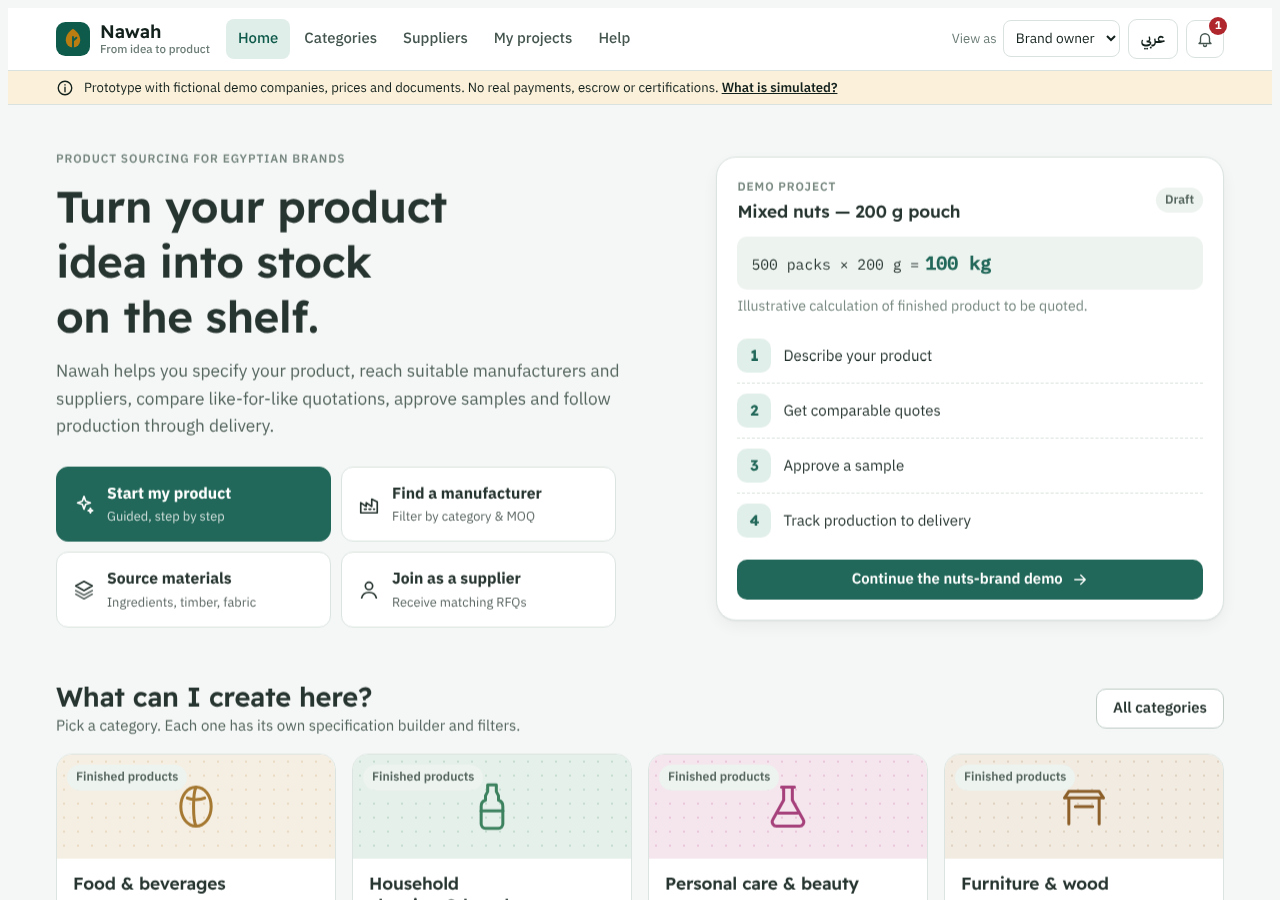 Nawah
From idea to product
Home
Categories
Suppliers
My projects
Help
View as
Brand owner
عربي
1
Prototype with fictional demo companies, prices and documents. No real payments, escrow or certifications. What is simulated?
PRODUCT SOURCING FOR EGYPTIAN BRANDS
Turn your product
idea into stock
on the shelf.
Nawah helps you specify your product, reach suitable manufacturers and
suppliers, compare like-for-like quotations, approve samples and follow
production through delivery.
Start my product
Guided, step by step
Find a manufacturer
Filter by category & MOQ
Source materials
Ingredients, timber, fabric
Join as a supplier
Receive matching RFQs
DEMO PROJECT
Mixed nuts — 200 g pouch
Draft
500 packs × 200 g = 100 kg
Illustrative calculation of finished product to be quoted.
1 Describe your product
2 Get comparable quotes
3 Approve a sample
4 Track production to delivery
Continue the nuts-brand demo →
What can I create here?
Pick a category. Each one has its own specification builder and filters.
All categories
Finished products
Food & beverages
Finished products
Household
Finished products
Personal care & beauty
Finished products
Furniture & wood